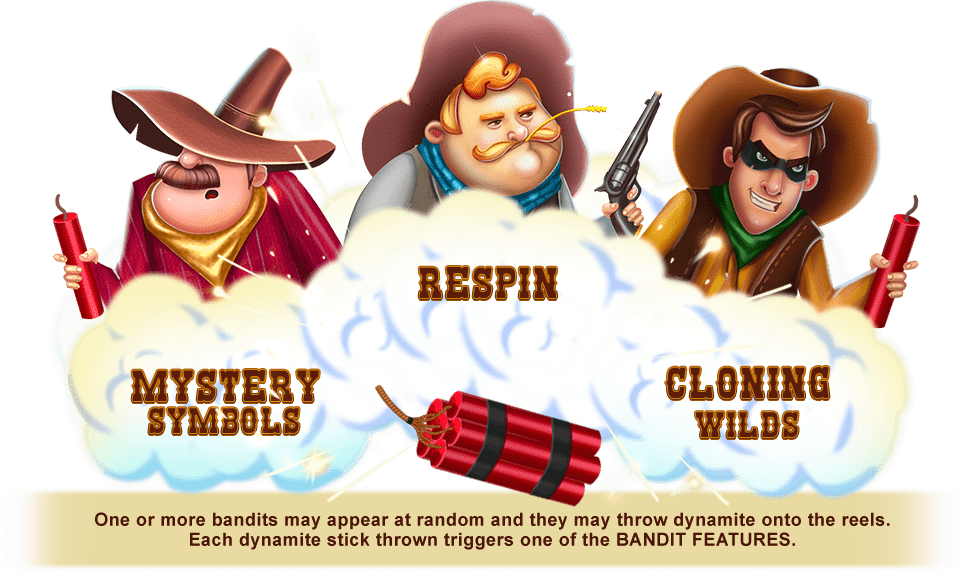 RESPIN
MYSTERY
SYMBOLS
CLONING
WILDS
One or more bandits may appear at random and they may throw dynamite onto the reels.
Each dynamite stick thrown triggers one of the BANDIT FEATURES.